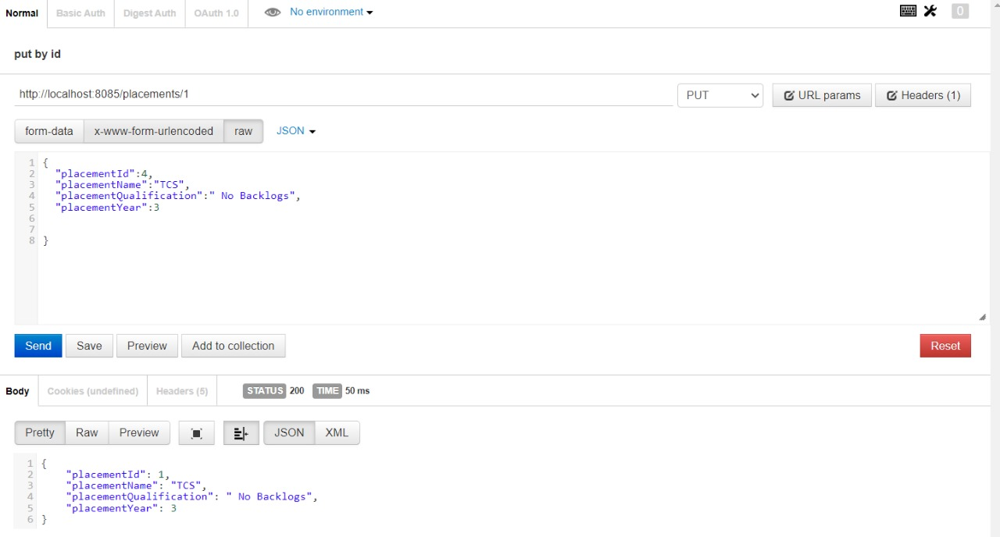 Normal Basic Auth Digest Auth OAuth 1.0 No environment 0
put by id
http://localhost:8085/placements/1 PUT URL params Headers (1)
form-data x-www-form-urlencoded raw JSON
1 {
2 "placementId":4,
3 "placementName":"TCS",
4 "placementQualification":" No Backlogs",
5 "placementYear":3
6
7
8 }
Send Save Preview Add to collection Reset
Body Cookies (undefined) Headers (5) STATUS 200 TIME 50 ms
Pretty Raw Preview JSON XML
1 {
2 "placementId": 1,
3 "placementName": "TCS",
4 "placementQualification": " No Backlogs",
5 "placementYear": 3
6 }